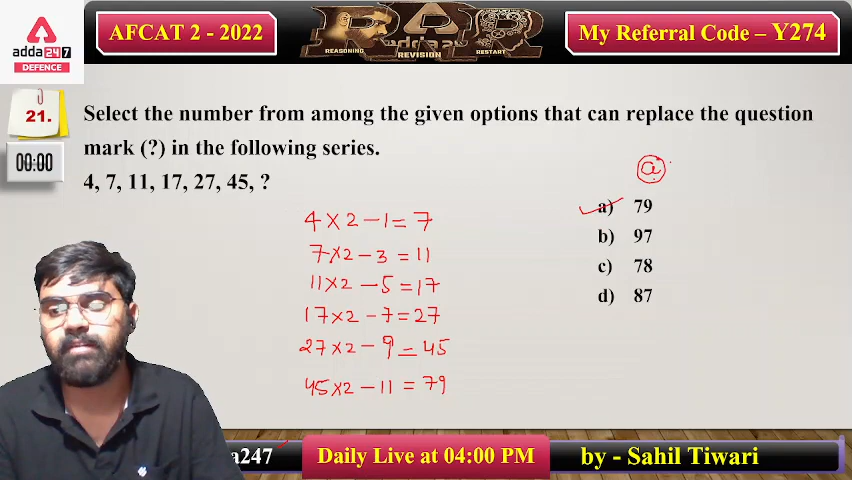 adda 24 7
DEFENCE
AFCAT 2 - 2022
RAR
REASONING
adda247
REVISION
RESTART
My Referral Code – Y274
21.
00:00
Select the number from among the given options that can replace the question
mark (?) in the following series.
4, 7, 11, 17, 27, 45, ?
a
a) 79
b) 97
c) 78
d) 87
4 × 2 – 1 = 7
7 × 2 – 3 = 11
11 × 2 – 5 = 17
17 × 2 – 7 = 27
27 × 2 – 9 = 45
45 × 2 – 11 = 79
a247
Daily Live at 04:00 PM
by - Sahil Tiwari